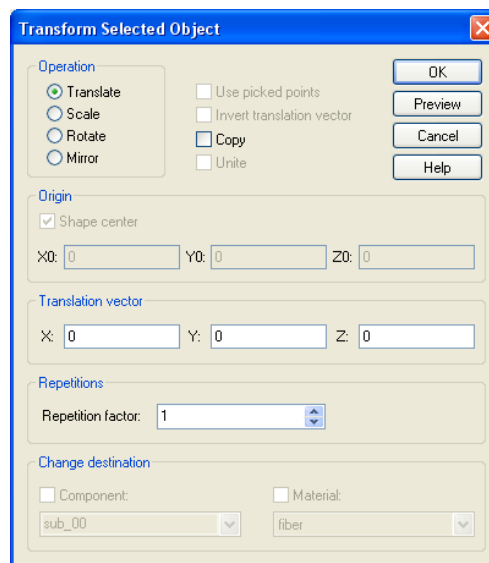 Transform Selected Object
Operation
Translate
Scale
Rotate
Mirror
Use picked points
Invert translation vector
Copy
Unite
OK
Preview
Cancel
Help
Origin
Shape center
X0: 0 Y0: 0 Z0: 0
Translation vector
X: 0 Y: 0 Z: 0
Repetitions
Repetition factor: 1
Change destination
Component: Material:
sub_00 fiber